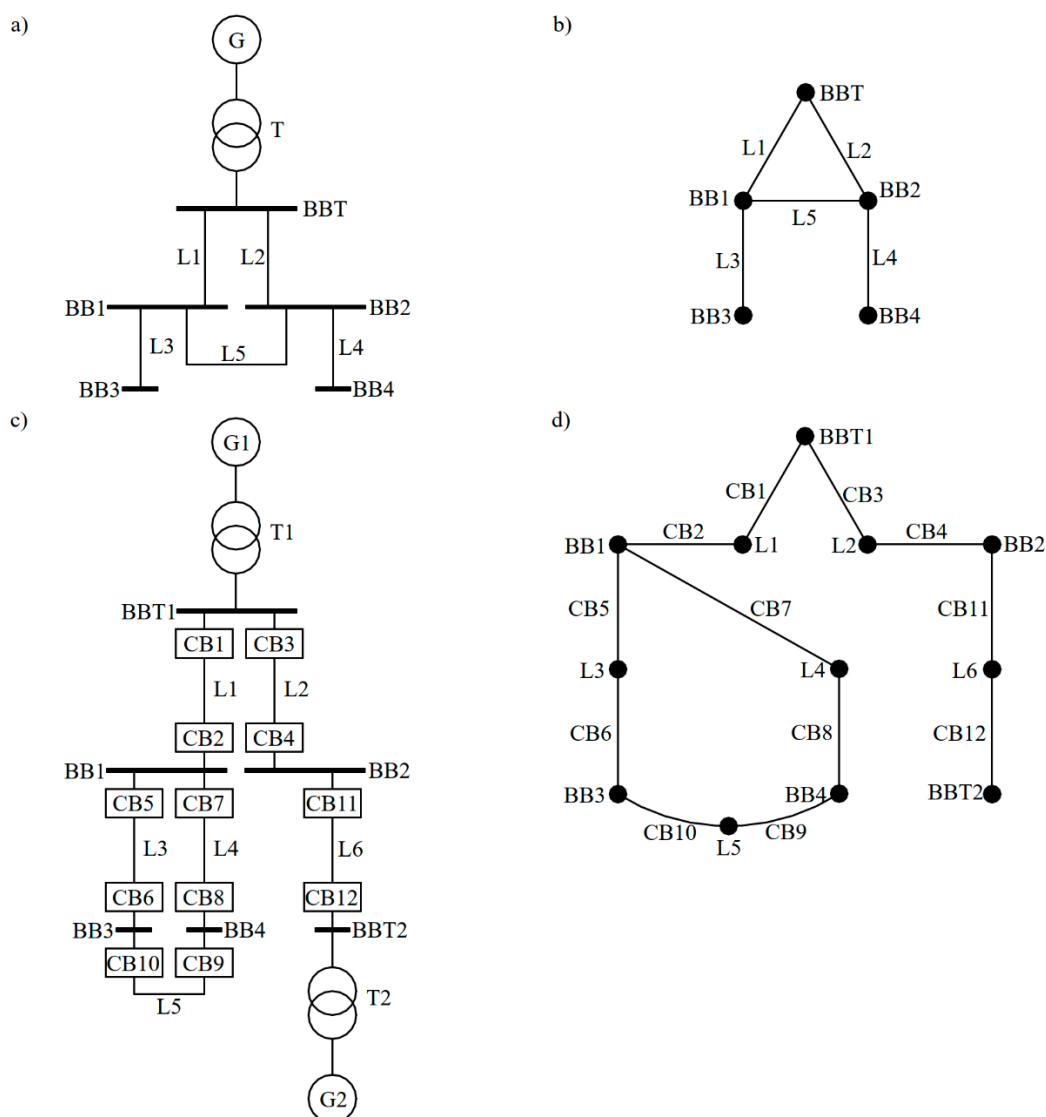 a)
G
T
BBT
L1 L2
BB1 BB2
L3 L5 L4
BB3 BB4
b)
BBT
L1 L2
BB1 BB2
L5
L3 L4
BB3 BB4
c)
G1
T1
BBT1
CB1 CB3
L1 L2
CB2 CB4
BB1 BB2
CB5 CB7 CB11
L3 L4 L6
CB6 CB8 CB12
BB3 BB4 BBT2
CB10 CB9
L5
T2
G2
d)
BBT1
CB1 CB3
CB2 CB4
BB1 L1 L2 BB2
CB5 CB7 CB11
L3 L4 L6
CB6 CB8 CB12
BB3 BB4 BBT2
CB10 CB9
L5